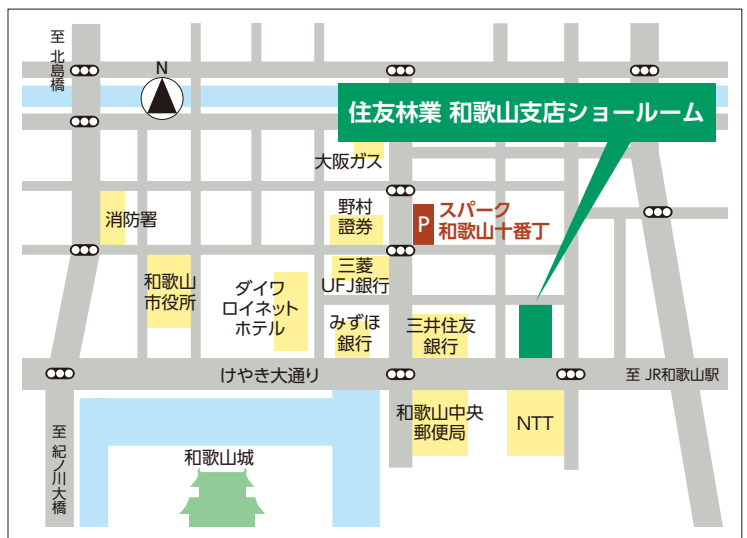 至 北島橋
N
住友林業 和歌山支店ショールーム
大阪ガス
消防署
野村
證券
P
スパーク
和歌山十番丁
和歌山
市役所
ダイワ
ロイネット
ホテル
三菱
UFJ銀行
みずほ
銀行
三井住友
銀行
けやき大通り
至 JR和歌山駅
至 紀ノ川大橋
和歌山城
和歌山中央
郵便局
NTT